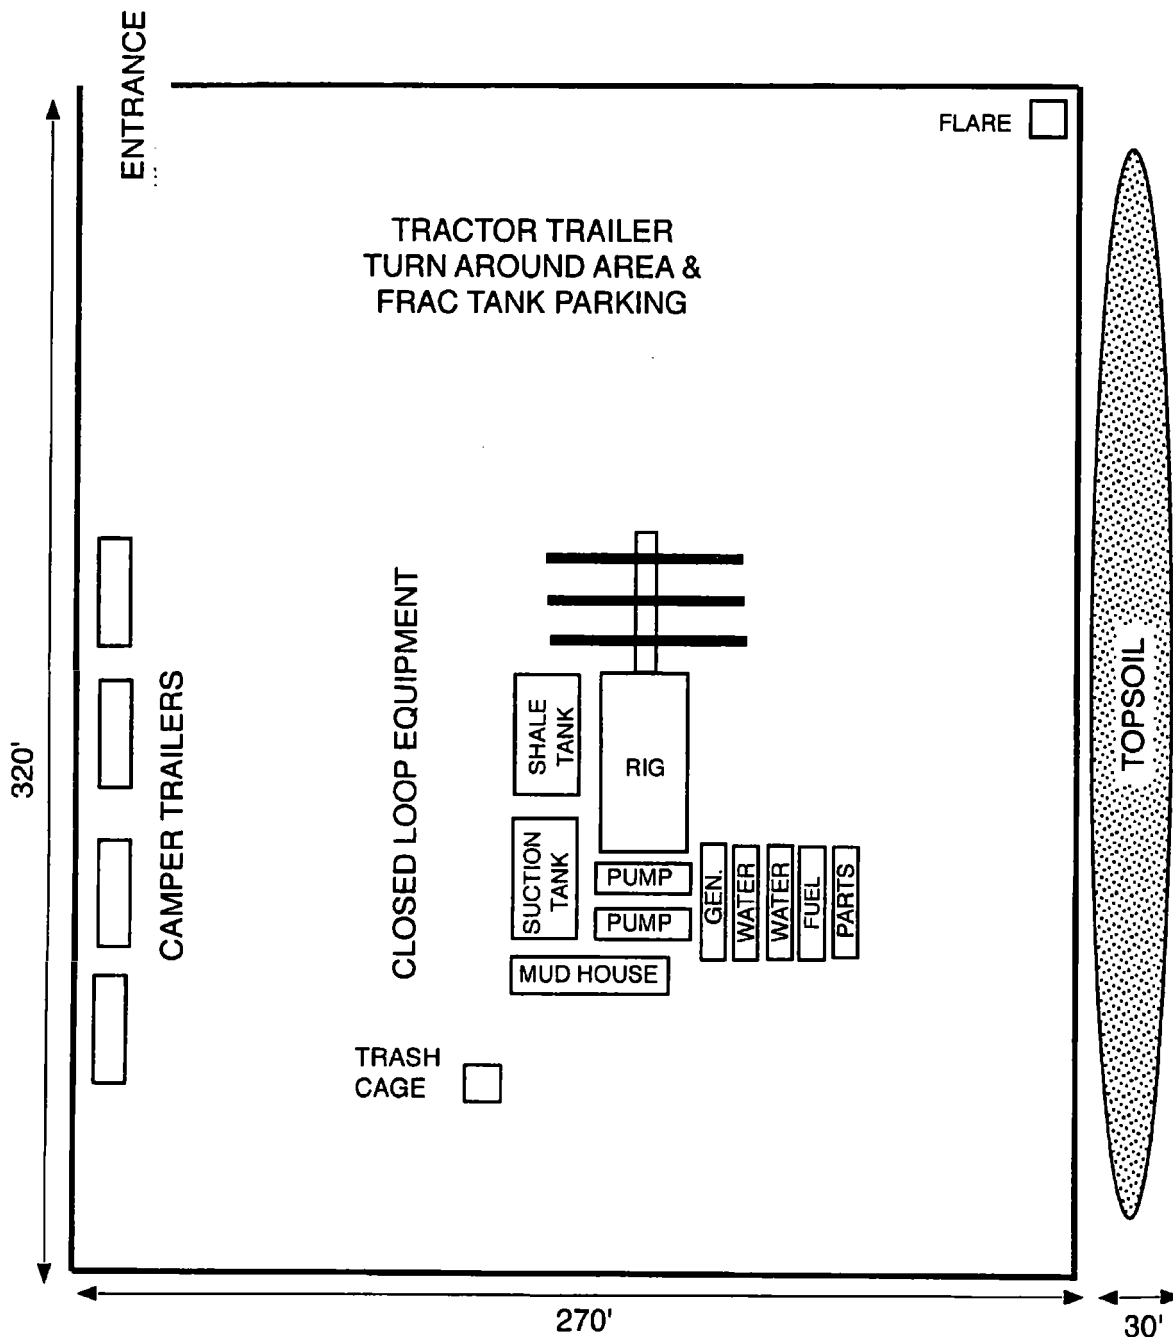 ENTRANCE
FLARE
TRACTOR TRAILER
TURN AROUND AREA &
FRAC TANK PARKING
320'
CAMPER TRAILERS
CLOSED LOOP EQUIPMENT
SHALE
TANK
RIG
SUCTION
TANK
PUMP
PUMP
GEN.
WATER
WATER
FUEL
PARTS
MUD HOUSE
TRASH
CAGE
TOPSOIL
270'
30'